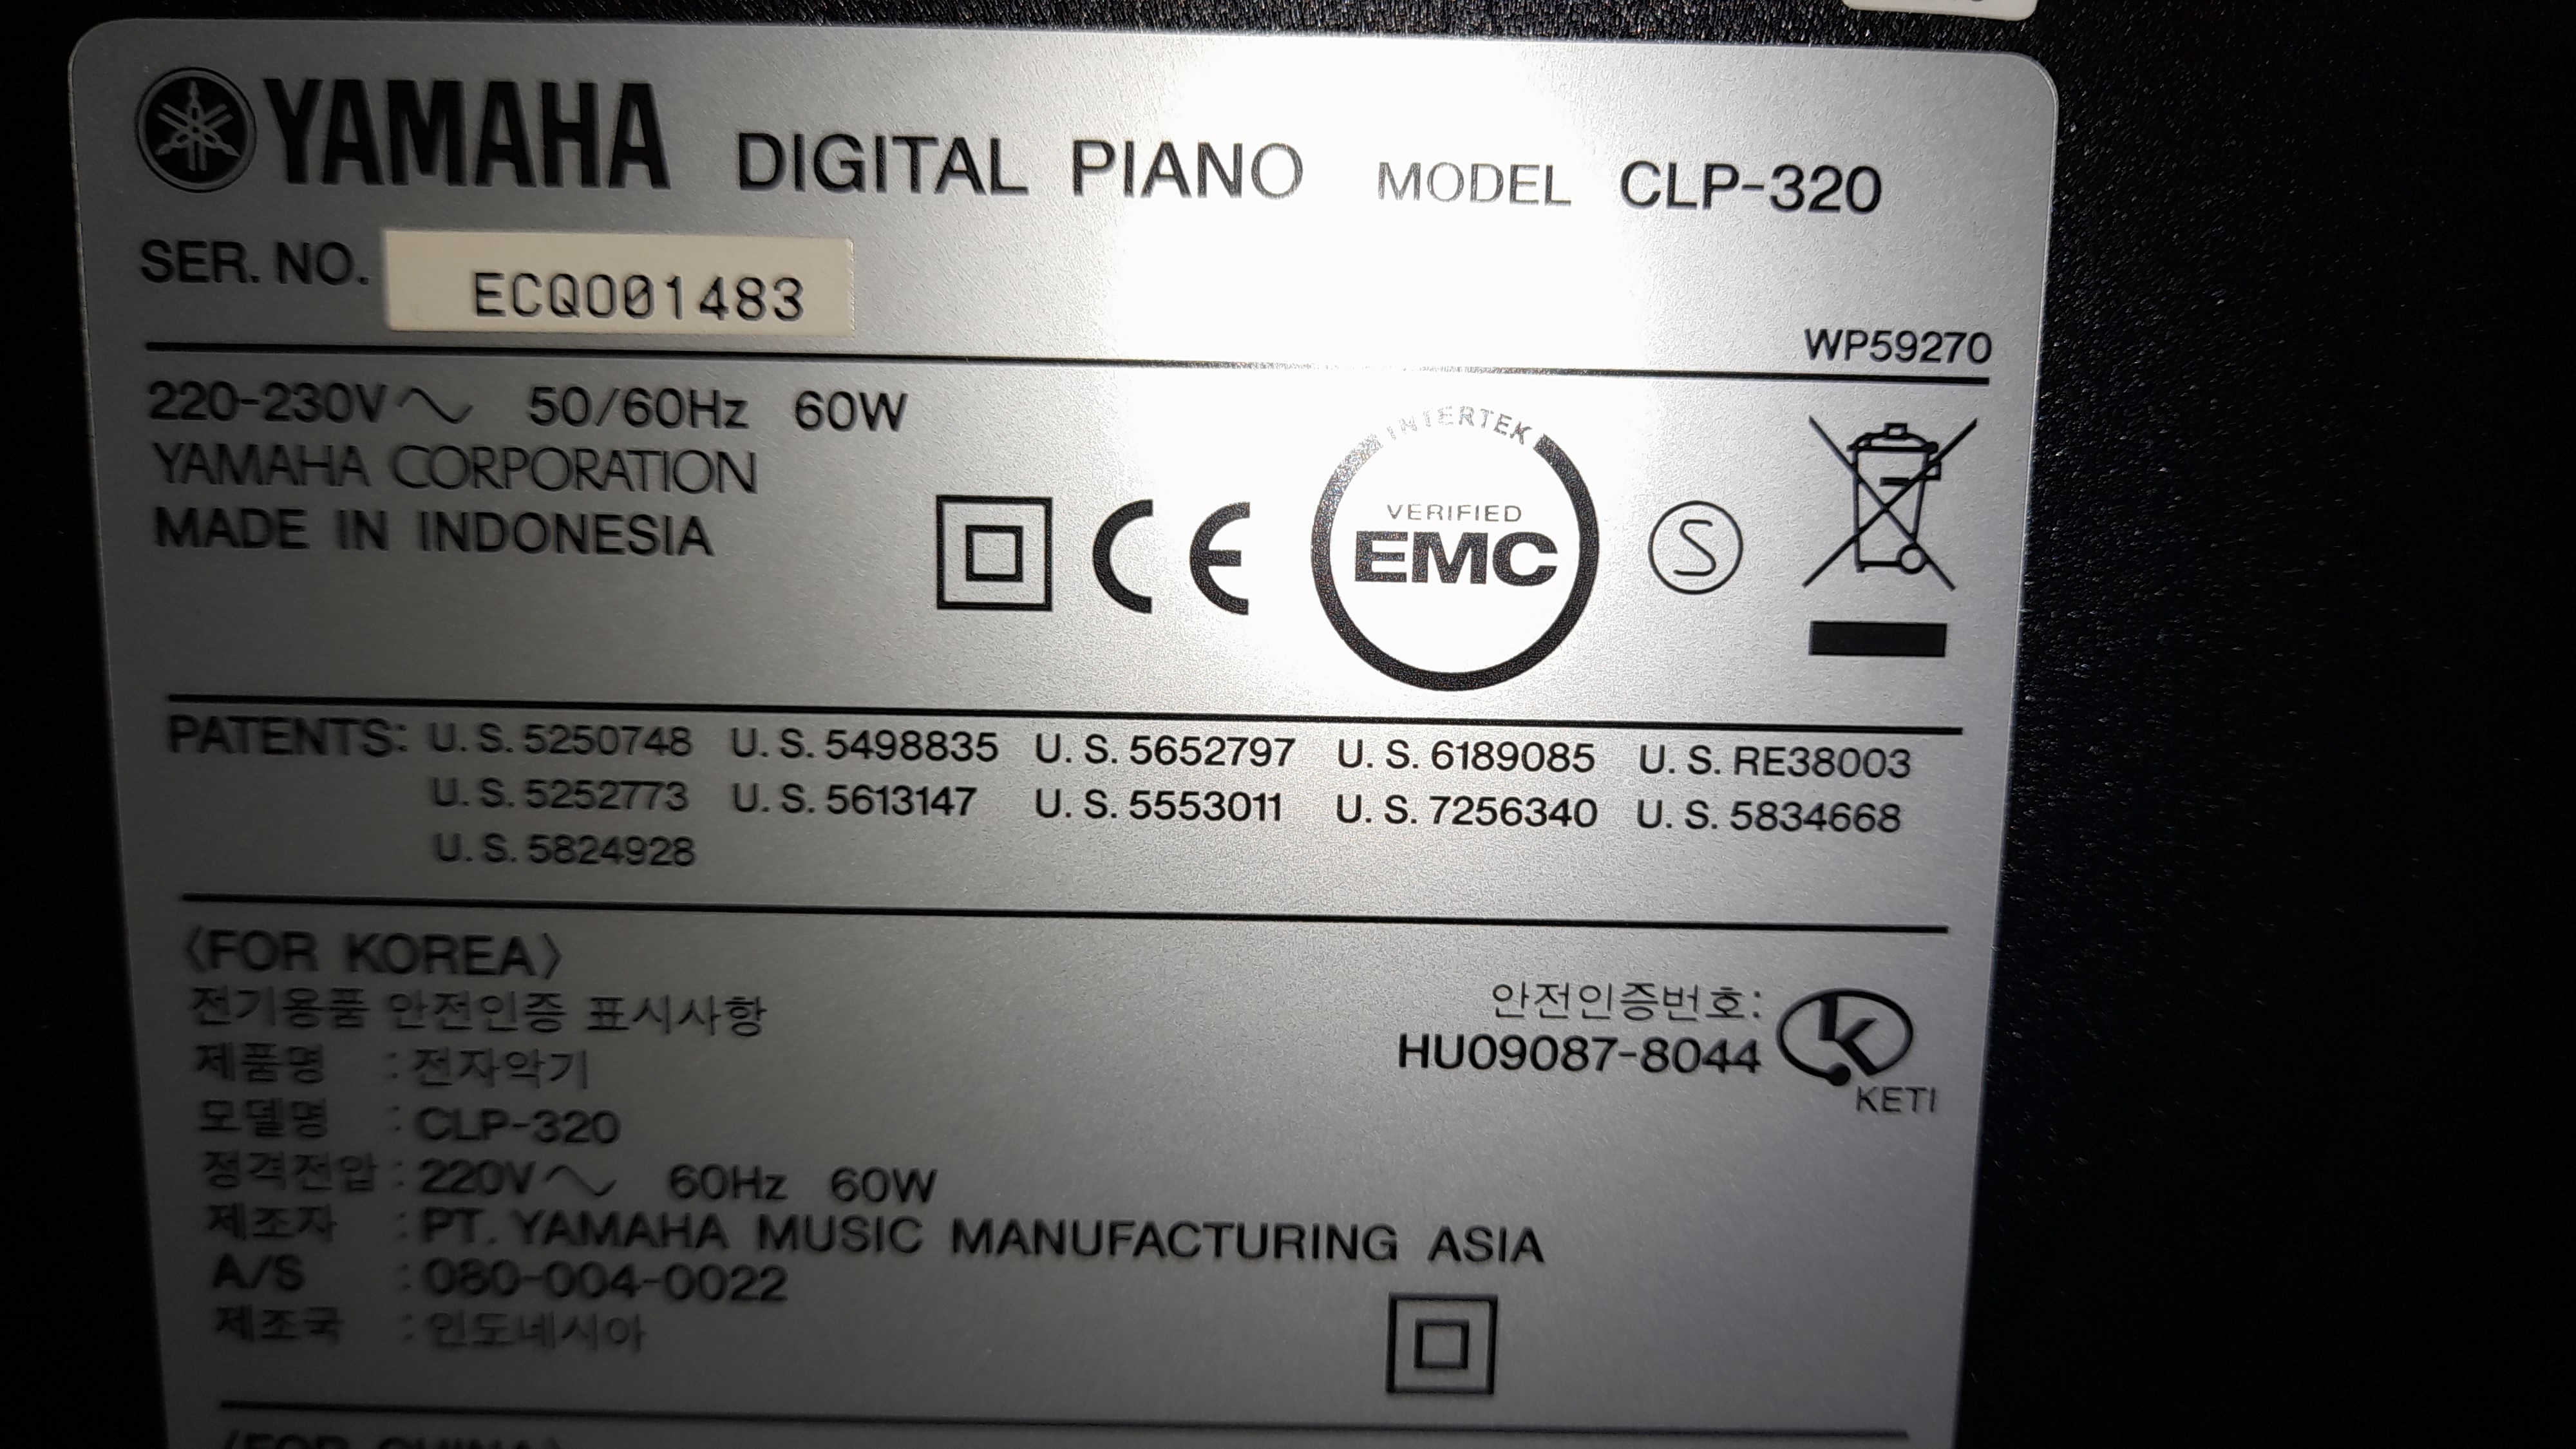 YAMAHA DIGITAL PIANO MODEL CLP-320
SER. NO. ECQ001483
WP59270
220-230V～ 50/60Hz 60W
YAMAHA CORPORATION
MADE IN INDONESIA
CE
INTERTEK
VERIFIED
EMC
S
PATENTS: U.S.5250748 U.S.5498835 U.S.5652797 U.S.6189085 U.S.RE38003
U.S.5252773 U.S.5613147 U.S.5553011 U.S.7256340 U.S.5834668
U.S.5824928
〈FOR KOREA〉
전기용품 안전인증 표시사항
제품명 : 전자악기
모델명 : CLP-320
정격전압 : 220V～ 60Hz 60W
제조자 : PT. YAMAHA MUSIC MANUFACTURING ASIA
A/S : 080-004-0022
제조국 : 인도네시아
안전인증번호:
HU09087-8044
KETI
〈FOR CHINA〉